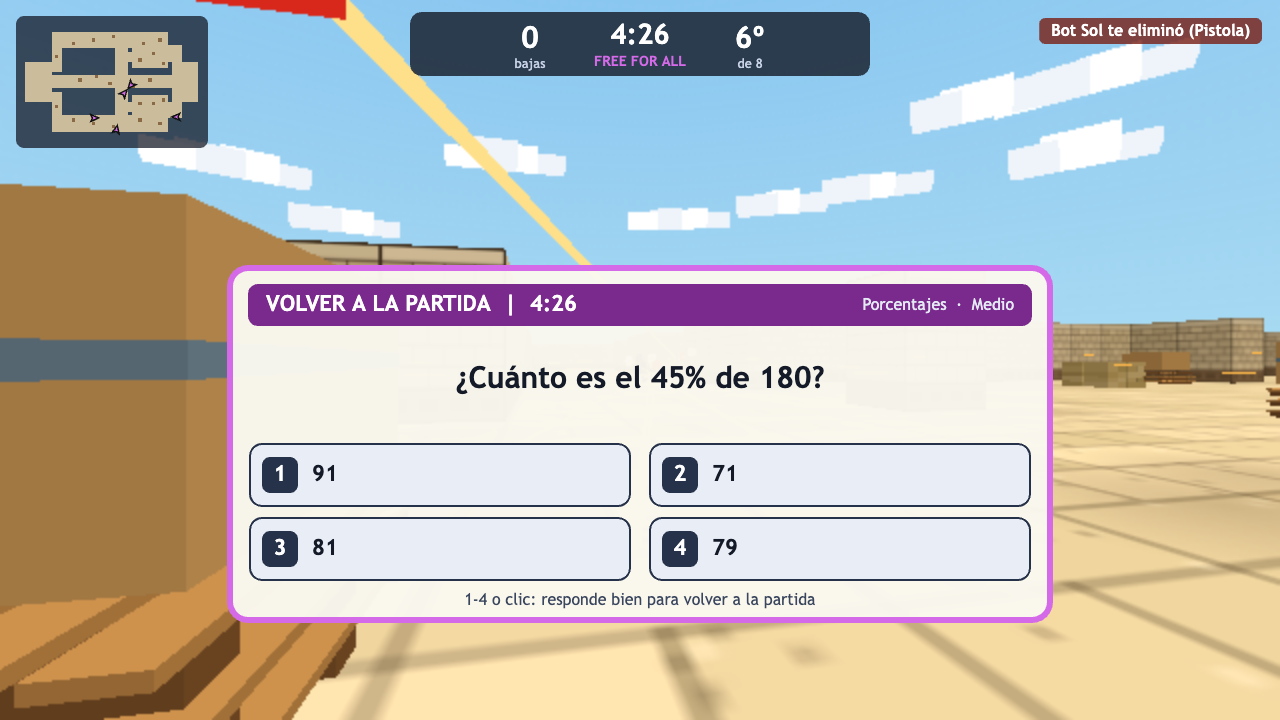 0
bajas
4:26
FREE FOR ALL
6º
de 8
Bot Sol te eliminó (Pistola)
VOLVER A LA PARTIDA | 4:26
Porcentajes · Medio
¿Cuánto es el 45% de 180?
1 91
2 71
3 81
4 79
1-4 o clic: responde bien para volver a la partida